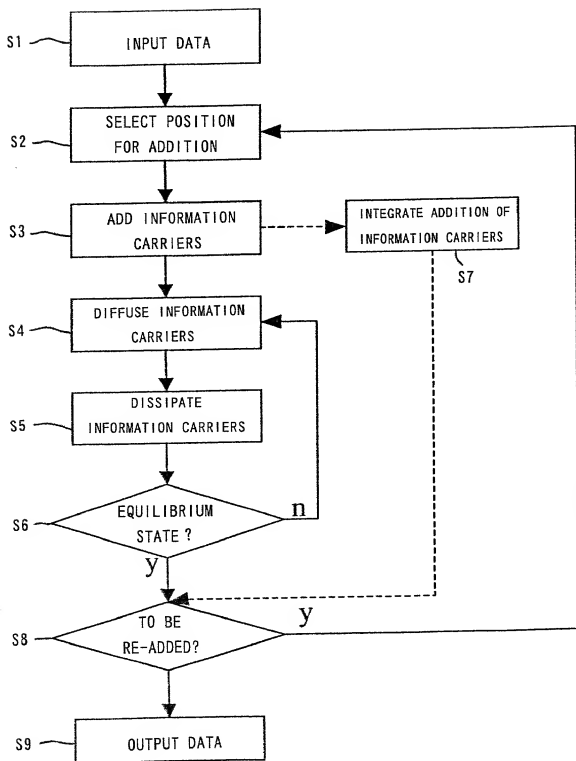 S1
INPUT DATA
S2
SELECT POSITION
FOR ADDITION
S3
ADD INFORMATION
CARRIERS
INTEGRATE ADDITION OF
INFORMATION CARRIERS
S7
S4
DIFFUSE INFORMATION
CARRIERS
S5
DISSIPATE
INFORMATION CARRIERS
S6
EQUILIBRIUM
STATE?
n
y
S8
TO BE
RE-ADDED?
y
S9
OUTPUT DATA